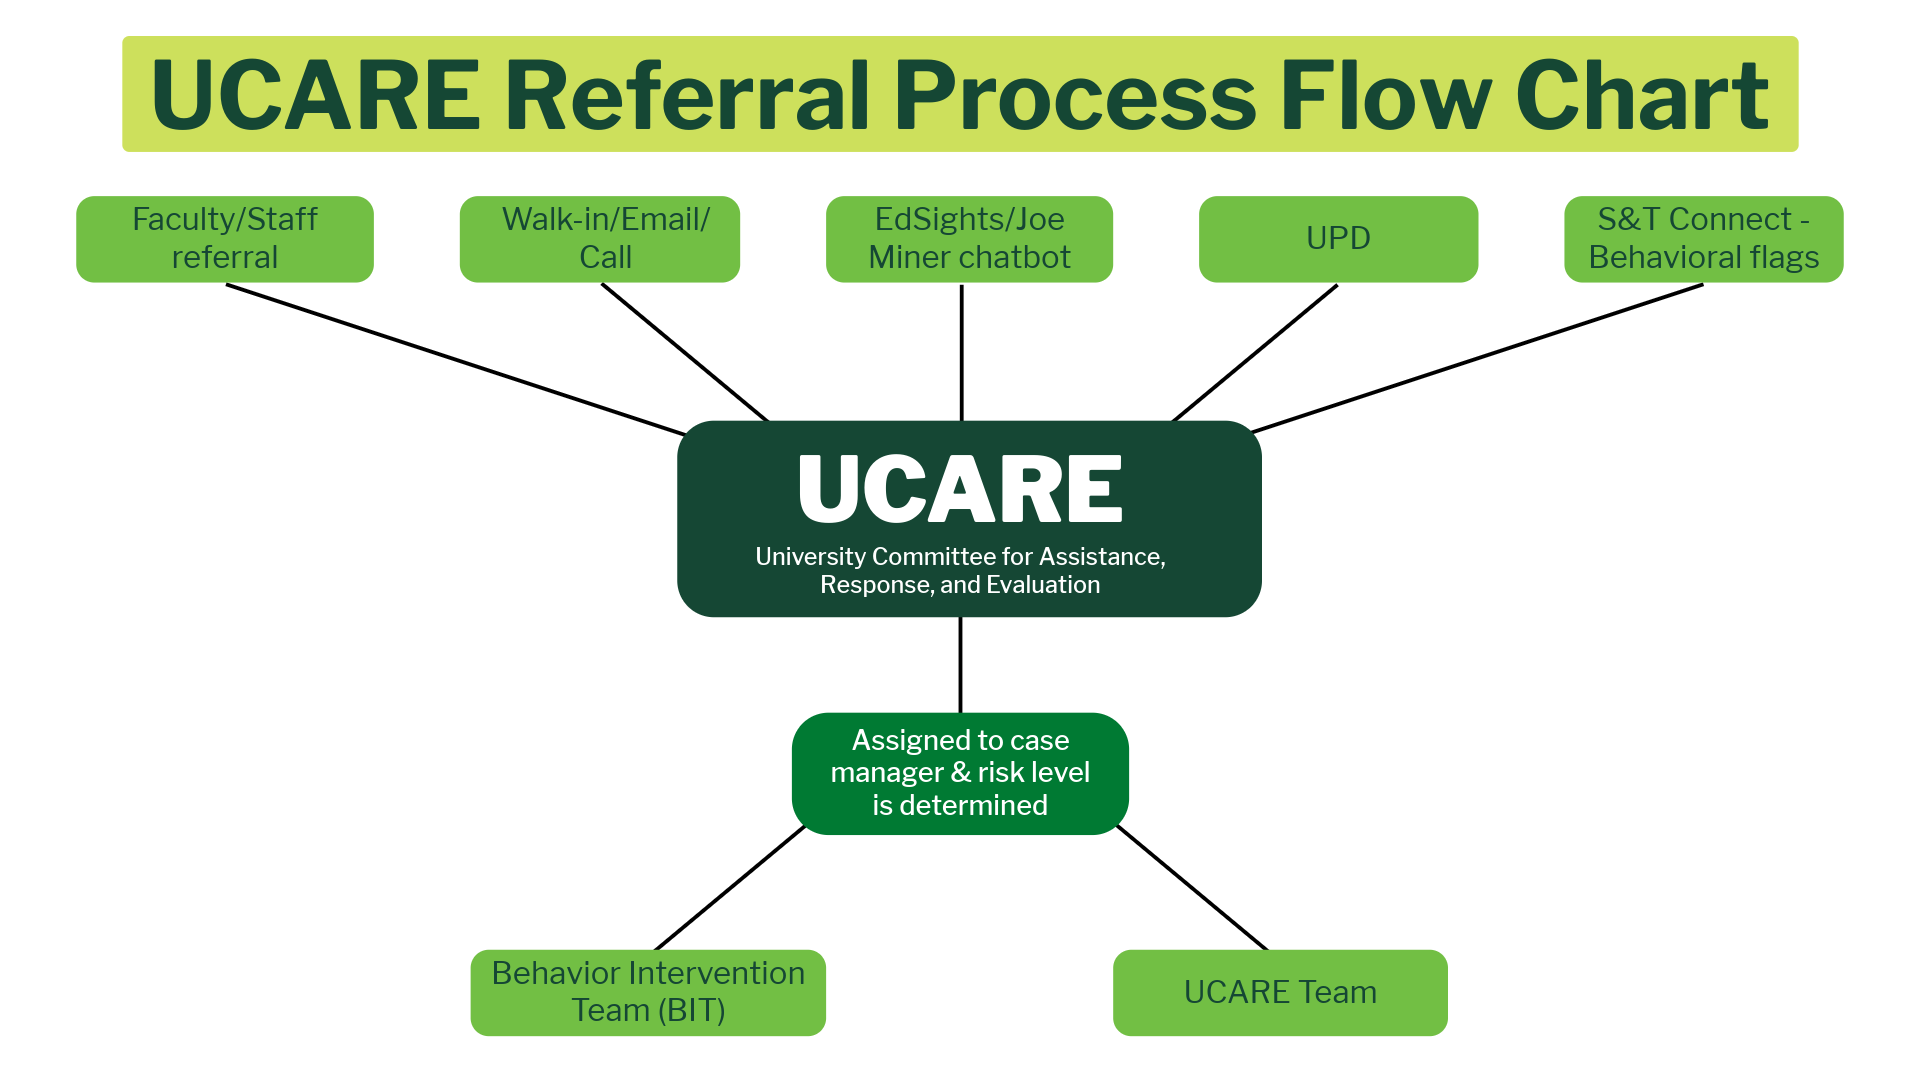 UCARE Referral Process Flow Chart
Faculty/Staff
referral
Walk-in/Email/
Call
EdSights/Joe
Miner chatbot
UPD
S&T Connect -
Behavioral flags
UCARE
University Committee for Assistance,
Response, and Evaluation
Assigned to case
manager & risk level
is determined
Behavior Intervention
Team (BIT)
UCARE Team